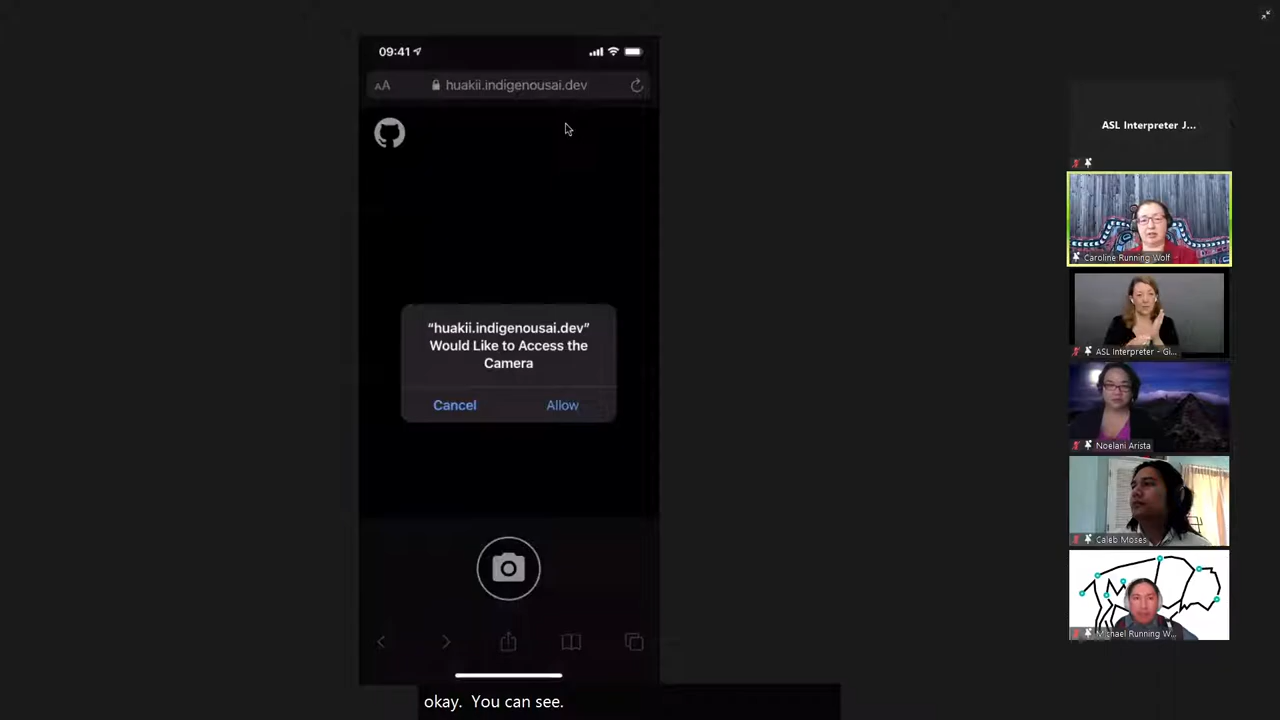 09:41
AA
huakii.indigenousai.dev
"huakii.indigenousai.dev"
Would Like to Access the
Camera
Cancel
Allow
okay. You can see.
ASL Interpreter J...
Caroline Running Wolf
ASL Interpreter - Gl...
Noelani Arista
Caleb Moses
Michael Running W...